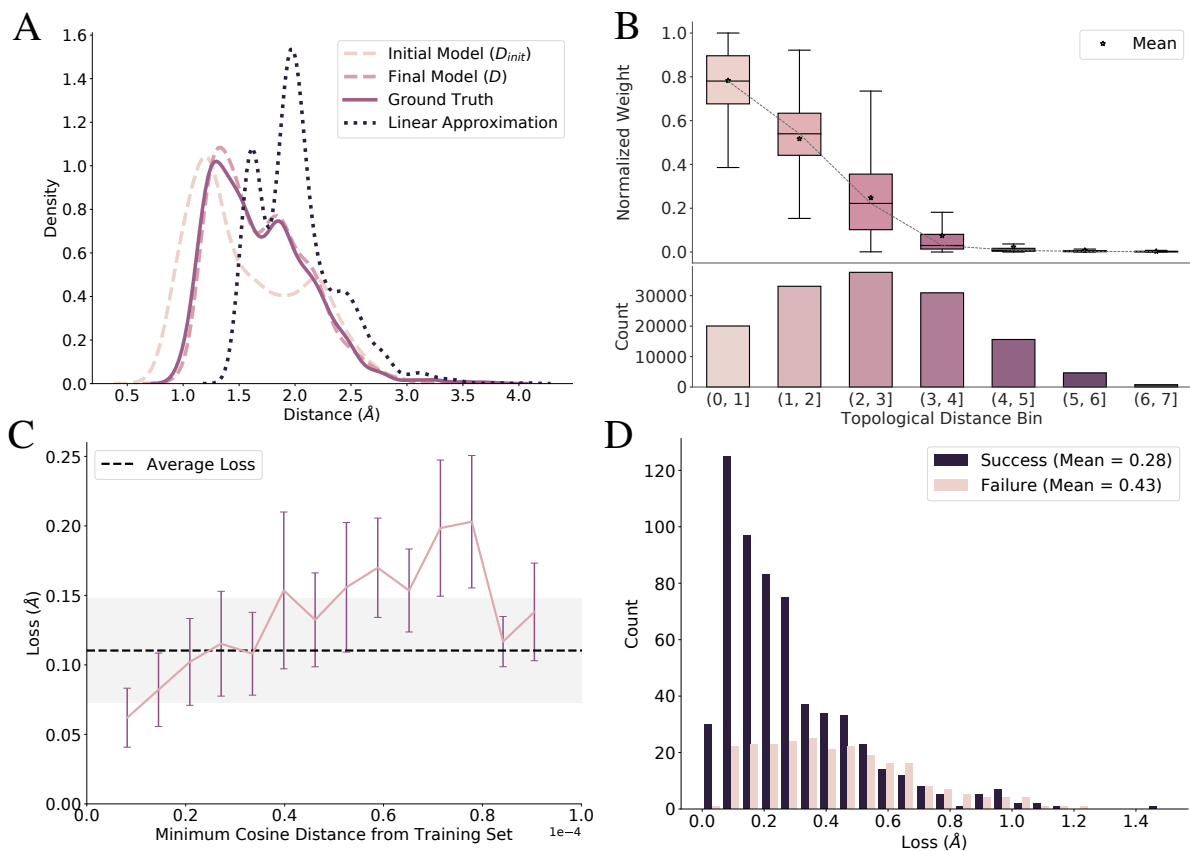 A
1.6
1.4
1.2
1.0
0.8
0.6
0.4
0.2
0.0
Density
0.5 1.0 1.5 2.0 2.5 3.0 3.5 4.0
Distance (Å)
Initial Model (D_init)
Final Model (D)
Ground Truth
Linear Approximation
B
1.0
0.8
0.6
0.4
0.2
0.0
Normalized Weight
Mean
30000
20000
10000
0
Count
(0, 1] (1, 2] (2, 3] (3, 4] (4, 5] (5, 6] (6, 7]
Topological Distance Bin
C
0.25
0.20
0.15
0.10
0.05
0.00
Loss (Å)
Average Loss
0.0 0.2 0.4 0.6 0.8 1.0
Minimum Cosine Distance from Training Set
1e-4
D
120
100
80
60
40
20
0
Count
Success (Mean = 0.28)
Failure (Mean = 0.43)
0.0 0.2 0.4 0.6 0.8 1.0 1.2 1.4
Loss (Å)